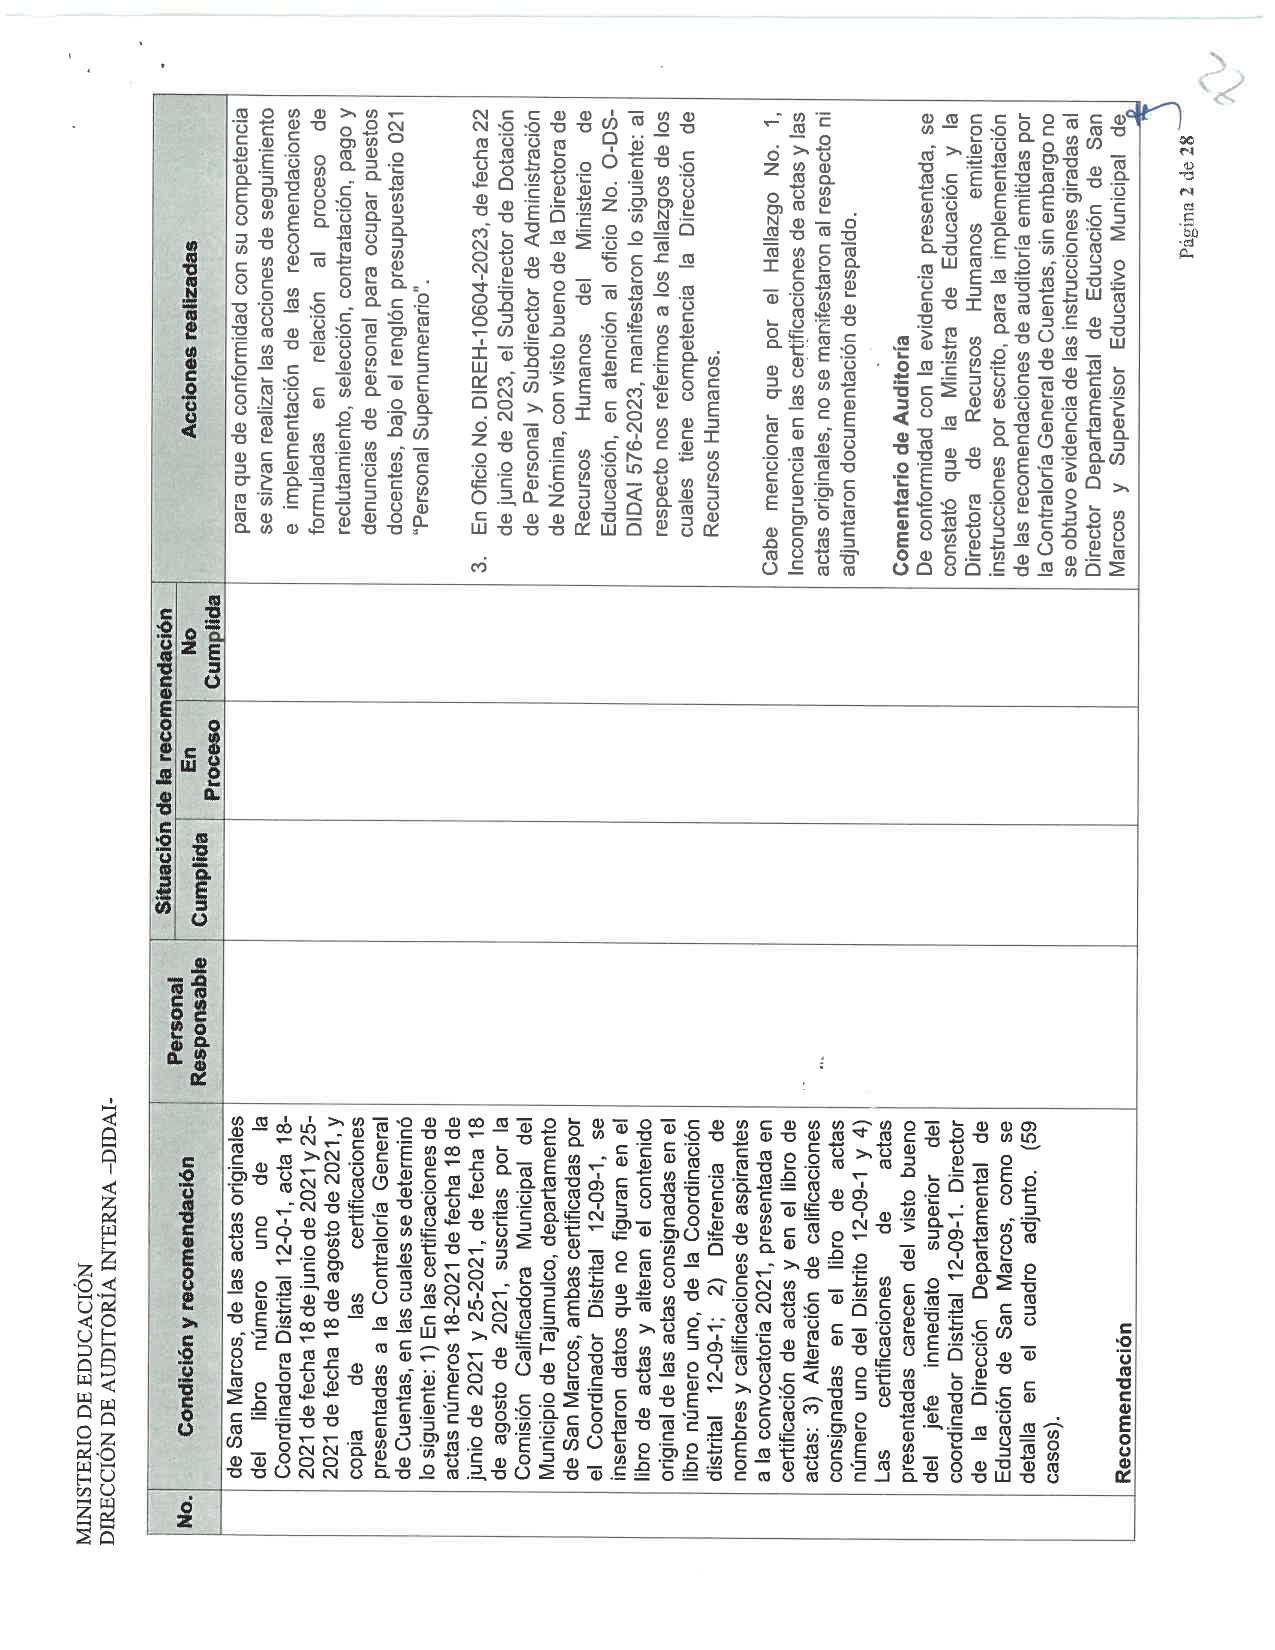 MINISTERIO DE EDUCACIÓN
DIRECCIÓN DE AUDITORÍA INTERNA –DIDAI-
No.
Condición y recomendación
Personal
Responsable
Situación de la recomendación
Cumplida
En
Proceso
No
Cumplida
Acciones realizadas
de San Marcos, de las actas originales
del libro número uno de la
Coordinadora Distrital 12-0-1, acta 18-
2021 de fecha 18 de junio de 2021 y 25-
2021 de fecha 18 de agosto de 2021, y
copia de las certificaciones
presentadas a la Contraloría General
de Cuentas, en las cuales se determinó
lo siguiente: 1) En las certificaciones de
actas números 18-2021 de fecha 18 de
junio de 2021 y 25-2021, de fecha 18
de agosto de 2021, suscritas por la
Comisión Calificadora Municipal del
Municipio de Tajumulco, departamento
de San Marcos, ambas certificadas por
el Coordinador Distrital 12-09-1, se
insertaron datos que no figuran en el
libro de actas y alteran el contenido
original de las actas consignadas en el
libro número uno, de la Coordinación
distrital 12-09-1; 2) Diferencia de
nombres y calificaciones de aspirantes
a la convocatoria 2021, presentada en
certificación de actas y en el libro de
actas: 3) Alteración de calificaciones
consignadas en el libro de actas
número uno del Distrito 12-09-1 y 4)
Las certificaciones de actas
presentadas carecen del visto bueno
del jefe inmediato superior del
coordinador Distrital 12-09-1. Director
de la Dirección Departamental de
Educación de San Marcos, como se
detalla en el cuadro adjunto. (59
casos).
Recomendación
para que de conformidad con su competencia
se sirvan realizar las acciones de seguimiento
e implementación de las recomendaciones
formuladas en relación al proceso de
reclutamiento, selección, contratación, pago y
denuncias de personal para ocupar puestos
docentes, bajo el renglón presupuestario 021
“Personal Supernumerario”.
3. En Oficio No. DIREH-10604-2023, de fecha 22
de junio de 2023, el Subdirector de Dotación
de Personal y Subdirector de Administración
de Nómina, con visto bueno de la Directora de
Recursos Humanos del Ministerio de
Educación, en atención al oficio No. O-DS-
DIDAI 576-2023, manifestaron lo siguiente: al
respecto nos referimos a los hallazgos de los
cuales tiene competencia la Dirección de
Recursos Humanos.
Cabe mencionar que por el Hallazgo No. 1,
Incongruencia en las certificaciones de actas y las
actas originales, no se manifestaron al respecto ni
adjuntaron documentación de respaldo.
Comentario de Auditoría
De conformidad con la evidencia presentada, se
constató que la Ministra de Educación y la
Directora de Recursos Humanos emitieron
instrucciones por escrito, para la implementación
de las recomendaciones de auditoría emitidas por
la Contraloría General de Cuentas, sin embargo no
se obtuvo evidencia de las instrucciones giradas al
Director Departamental de Educación de San
Marcos y Supervisor Educativo Municipal de
Página 2 de 28